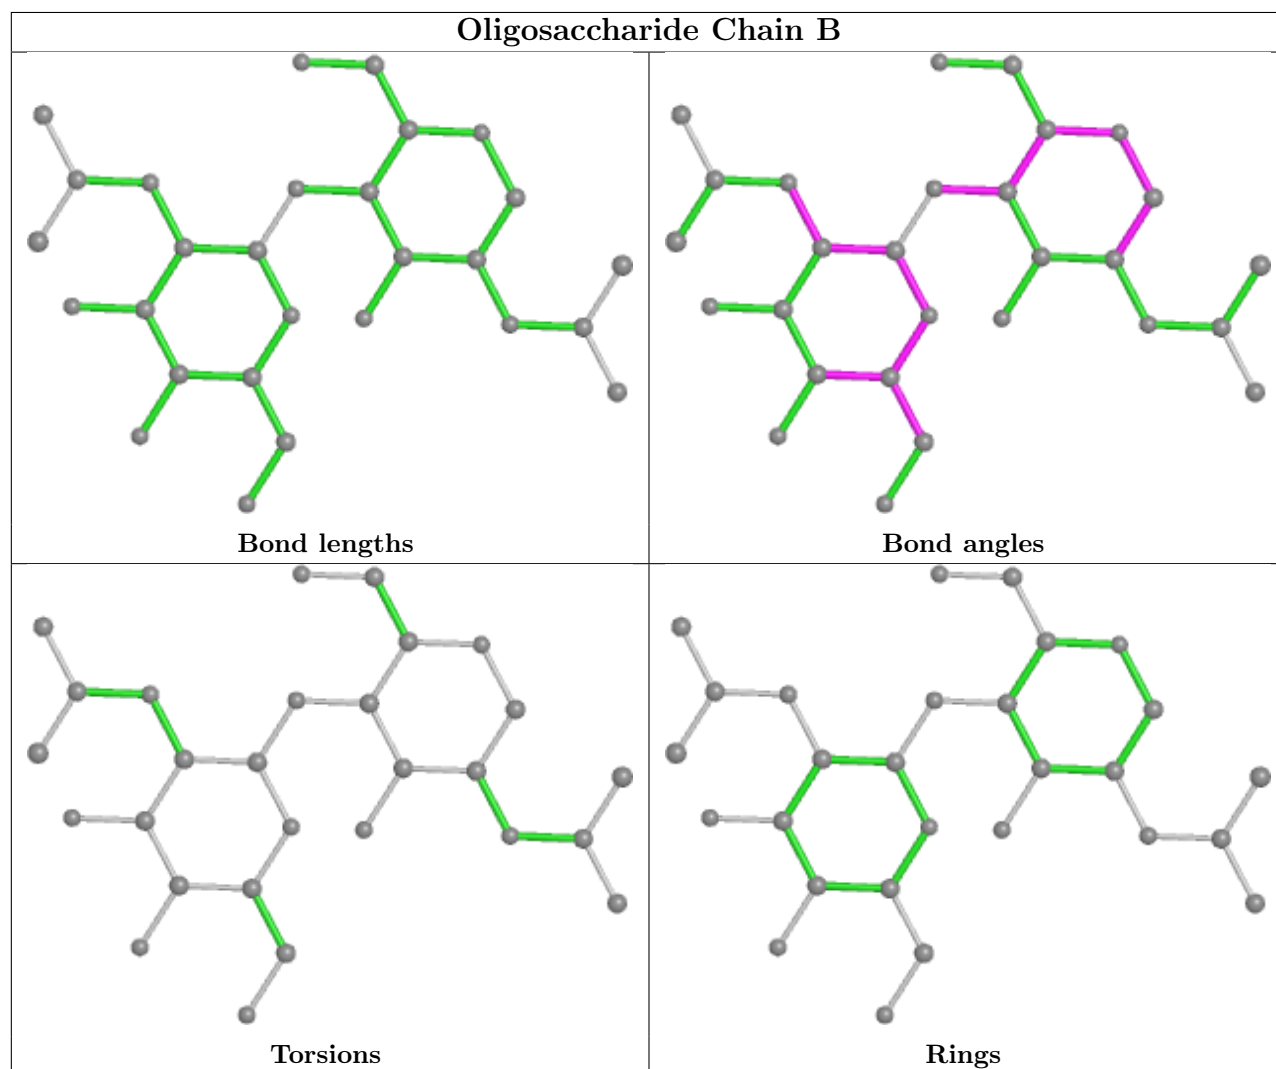 Oligosaccharide Chain B
Bond lengths
Bond angles
Torsions
Rings